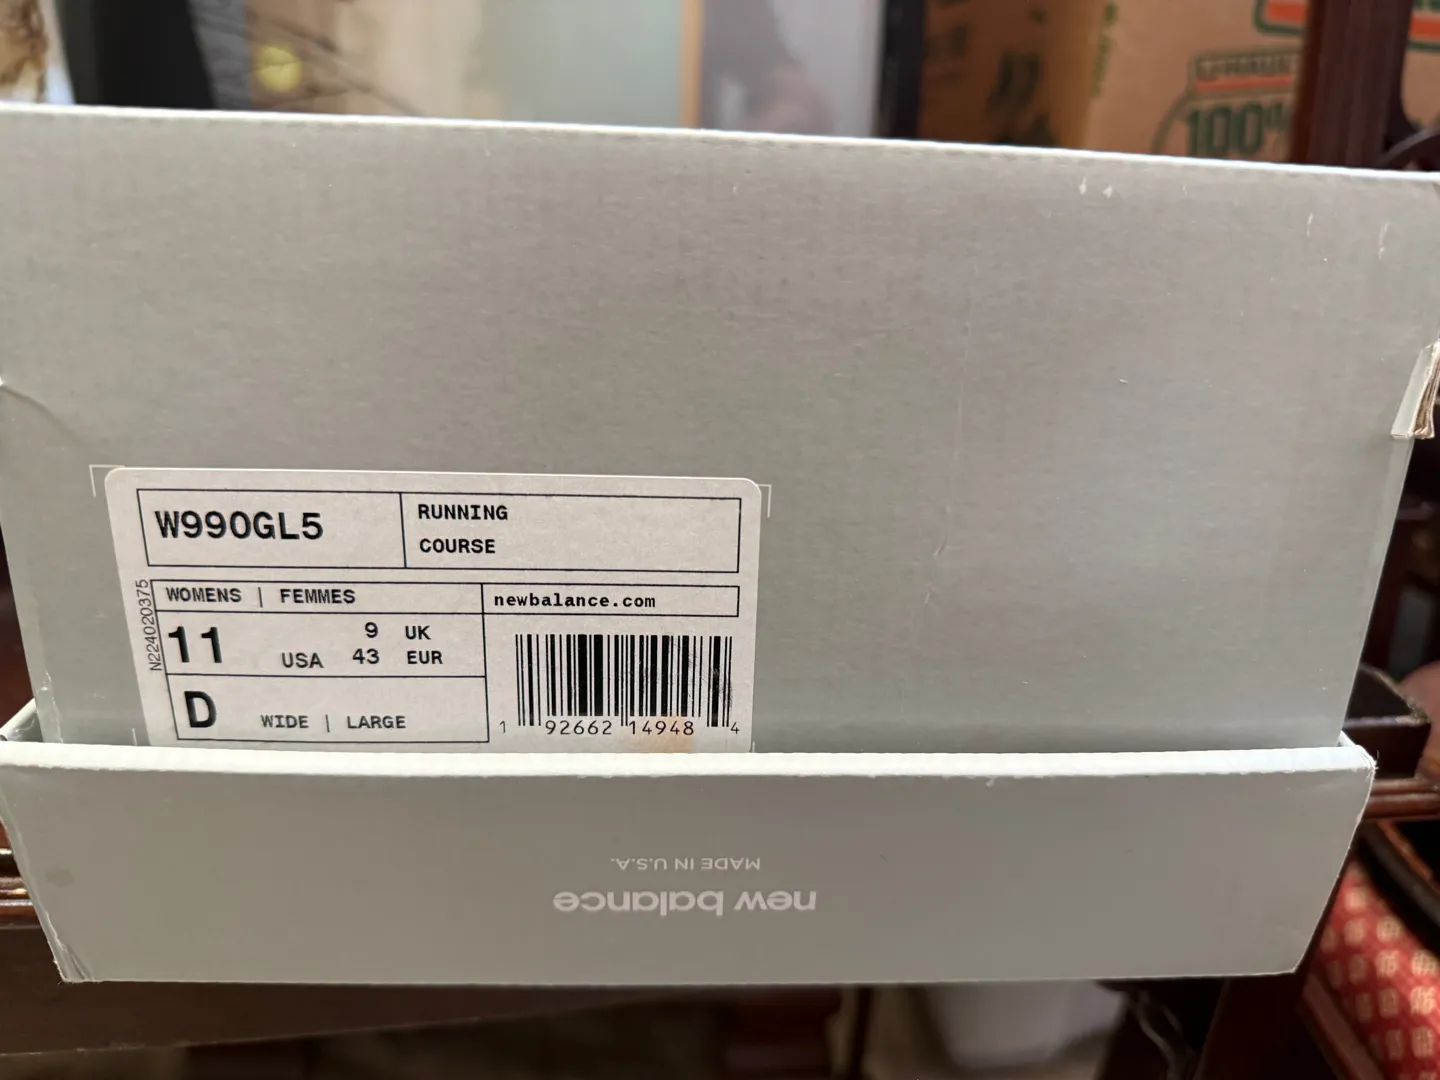 U-HAUL
100%
W990GL5
RUNNING
COURSE
WOMENS | FEMMES
newbalance.com
N224020375
11 USA 9 UK
43 EUR
D WIDE | LARGE
1 92662 14948 4
MADE IN U.S.A.
new balance